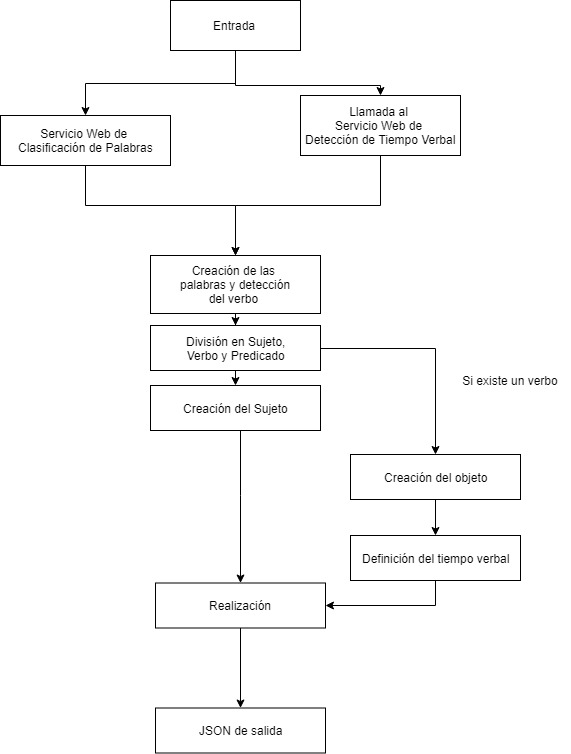 Entrada
Servicio Web de
Clasificación de Palabras
Llamada al
Servicio Web de
Detección de Tiempo Verbal
Creación de las
palabras y detección
del verbo
División en Sujeto,
Verbo y Predicado
Si existe un verbo
Creación del Sujeto
Creación del objeto
Definición del tiempo verbal
Realización
JSON de salida